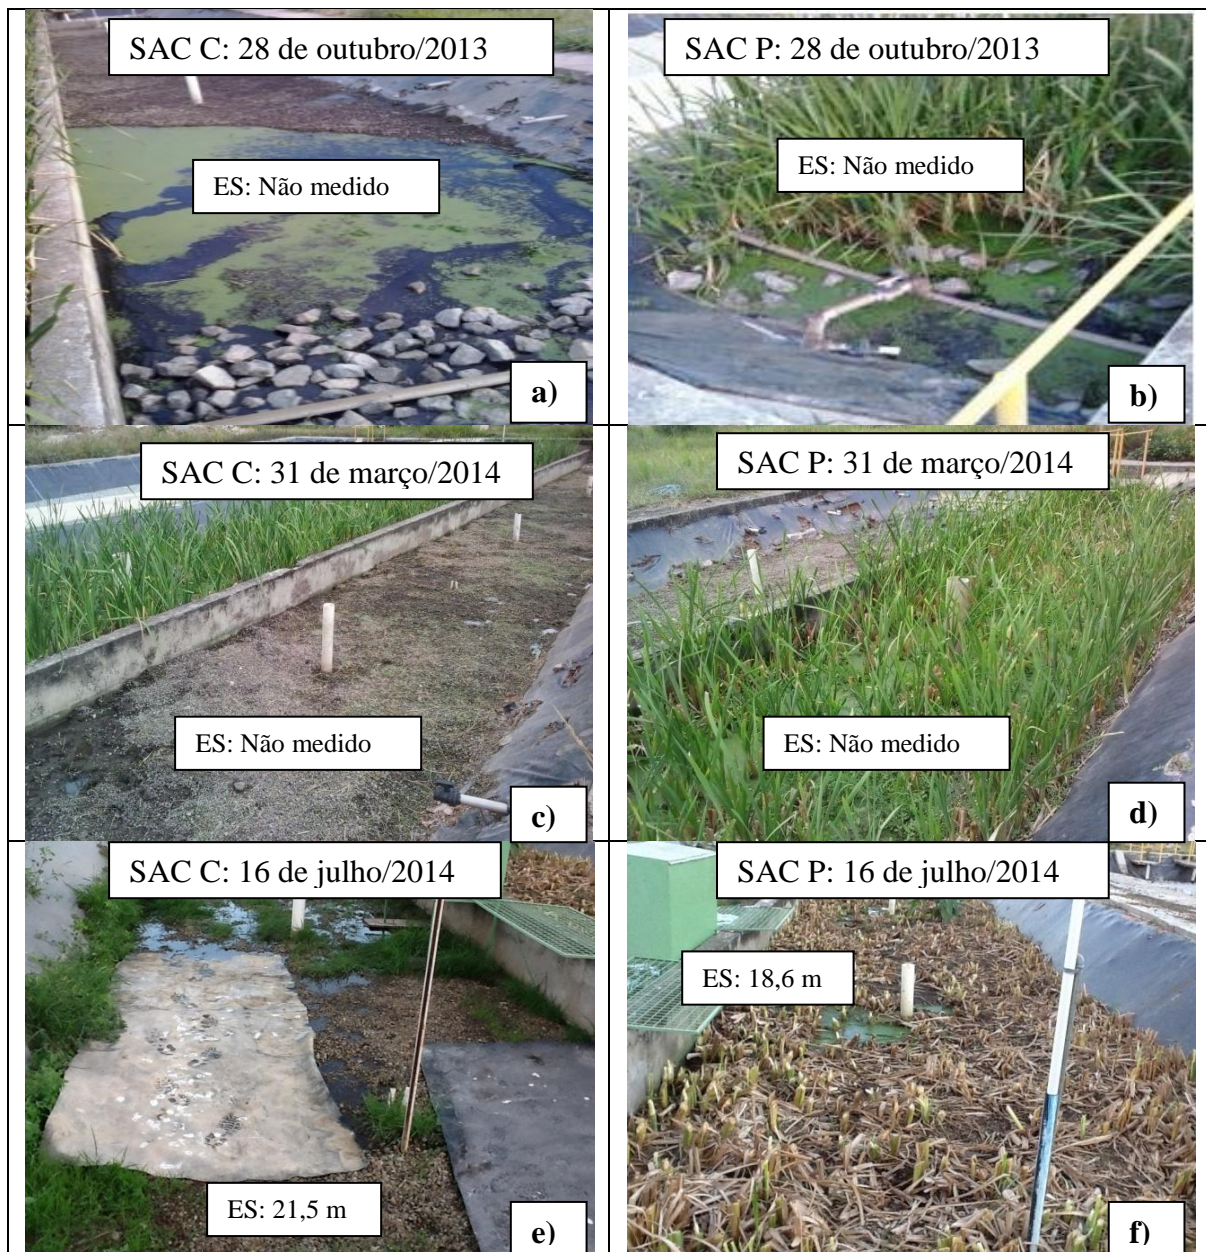 SAC C: 28 de outubro/2013
SAC P: 28 de outubro/2013
ES: Não medido
ES: Não medido
a)
b)
SAC C: 31 de março/2014
SAC P: 31 de março/2014
ES: Não medido
ES: Não medido
c)
d)
SAC C: 16 de julho/2014
SAC P: 16 de julho/2014
ES: 18,6 m
ES: 21,5 m
e)
f)